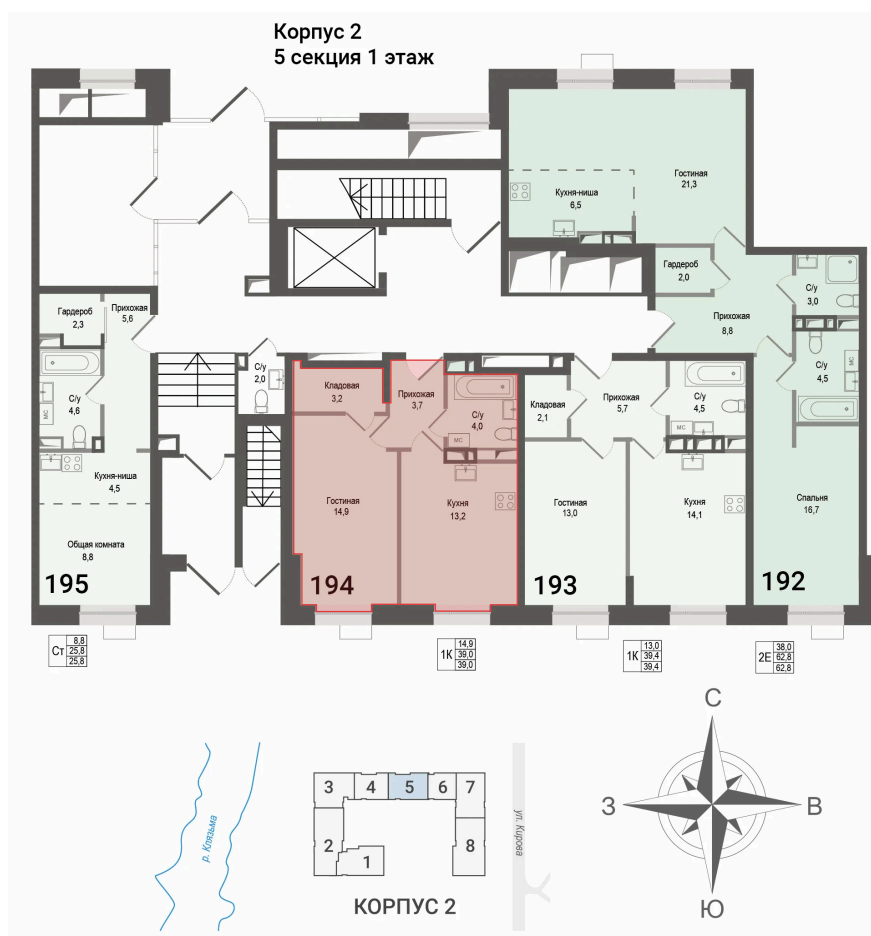 Корпус 2
5 секция 1 этаж
Гостиная
21,3
Кухня-ниша
6,5
Гардероб
2,0
С/у
3,0
Прихожая
8,8
С/у
4,5
МС
Спальня
16,7
192
Гардероб
2,3
Прихожая
5,6
С/у
4,6
МС
Кухня-ниша
4,5
Общая комната
8,8
195
С/у
2,0
Кладовая
3,2
Прихожая
3,7
С/у
4,0
МС
Гостиная
14,9
Кухня
13,2
194
Кладовая
2,1
Прихожая
5,7
С/у
4,5
МС
Гостиная
13,0
Кухня
14,1
193
Ст
8,8
25,8
25,8
1К
14,9
39,0
39,0
1К
13,0
39,4
39,4
2Е
38,0
62,8
62,8
р. Клязьма
3
4
5
6
7
2
1
8
КОРПУС 2
ул. Кирова
С
З
В
Ю